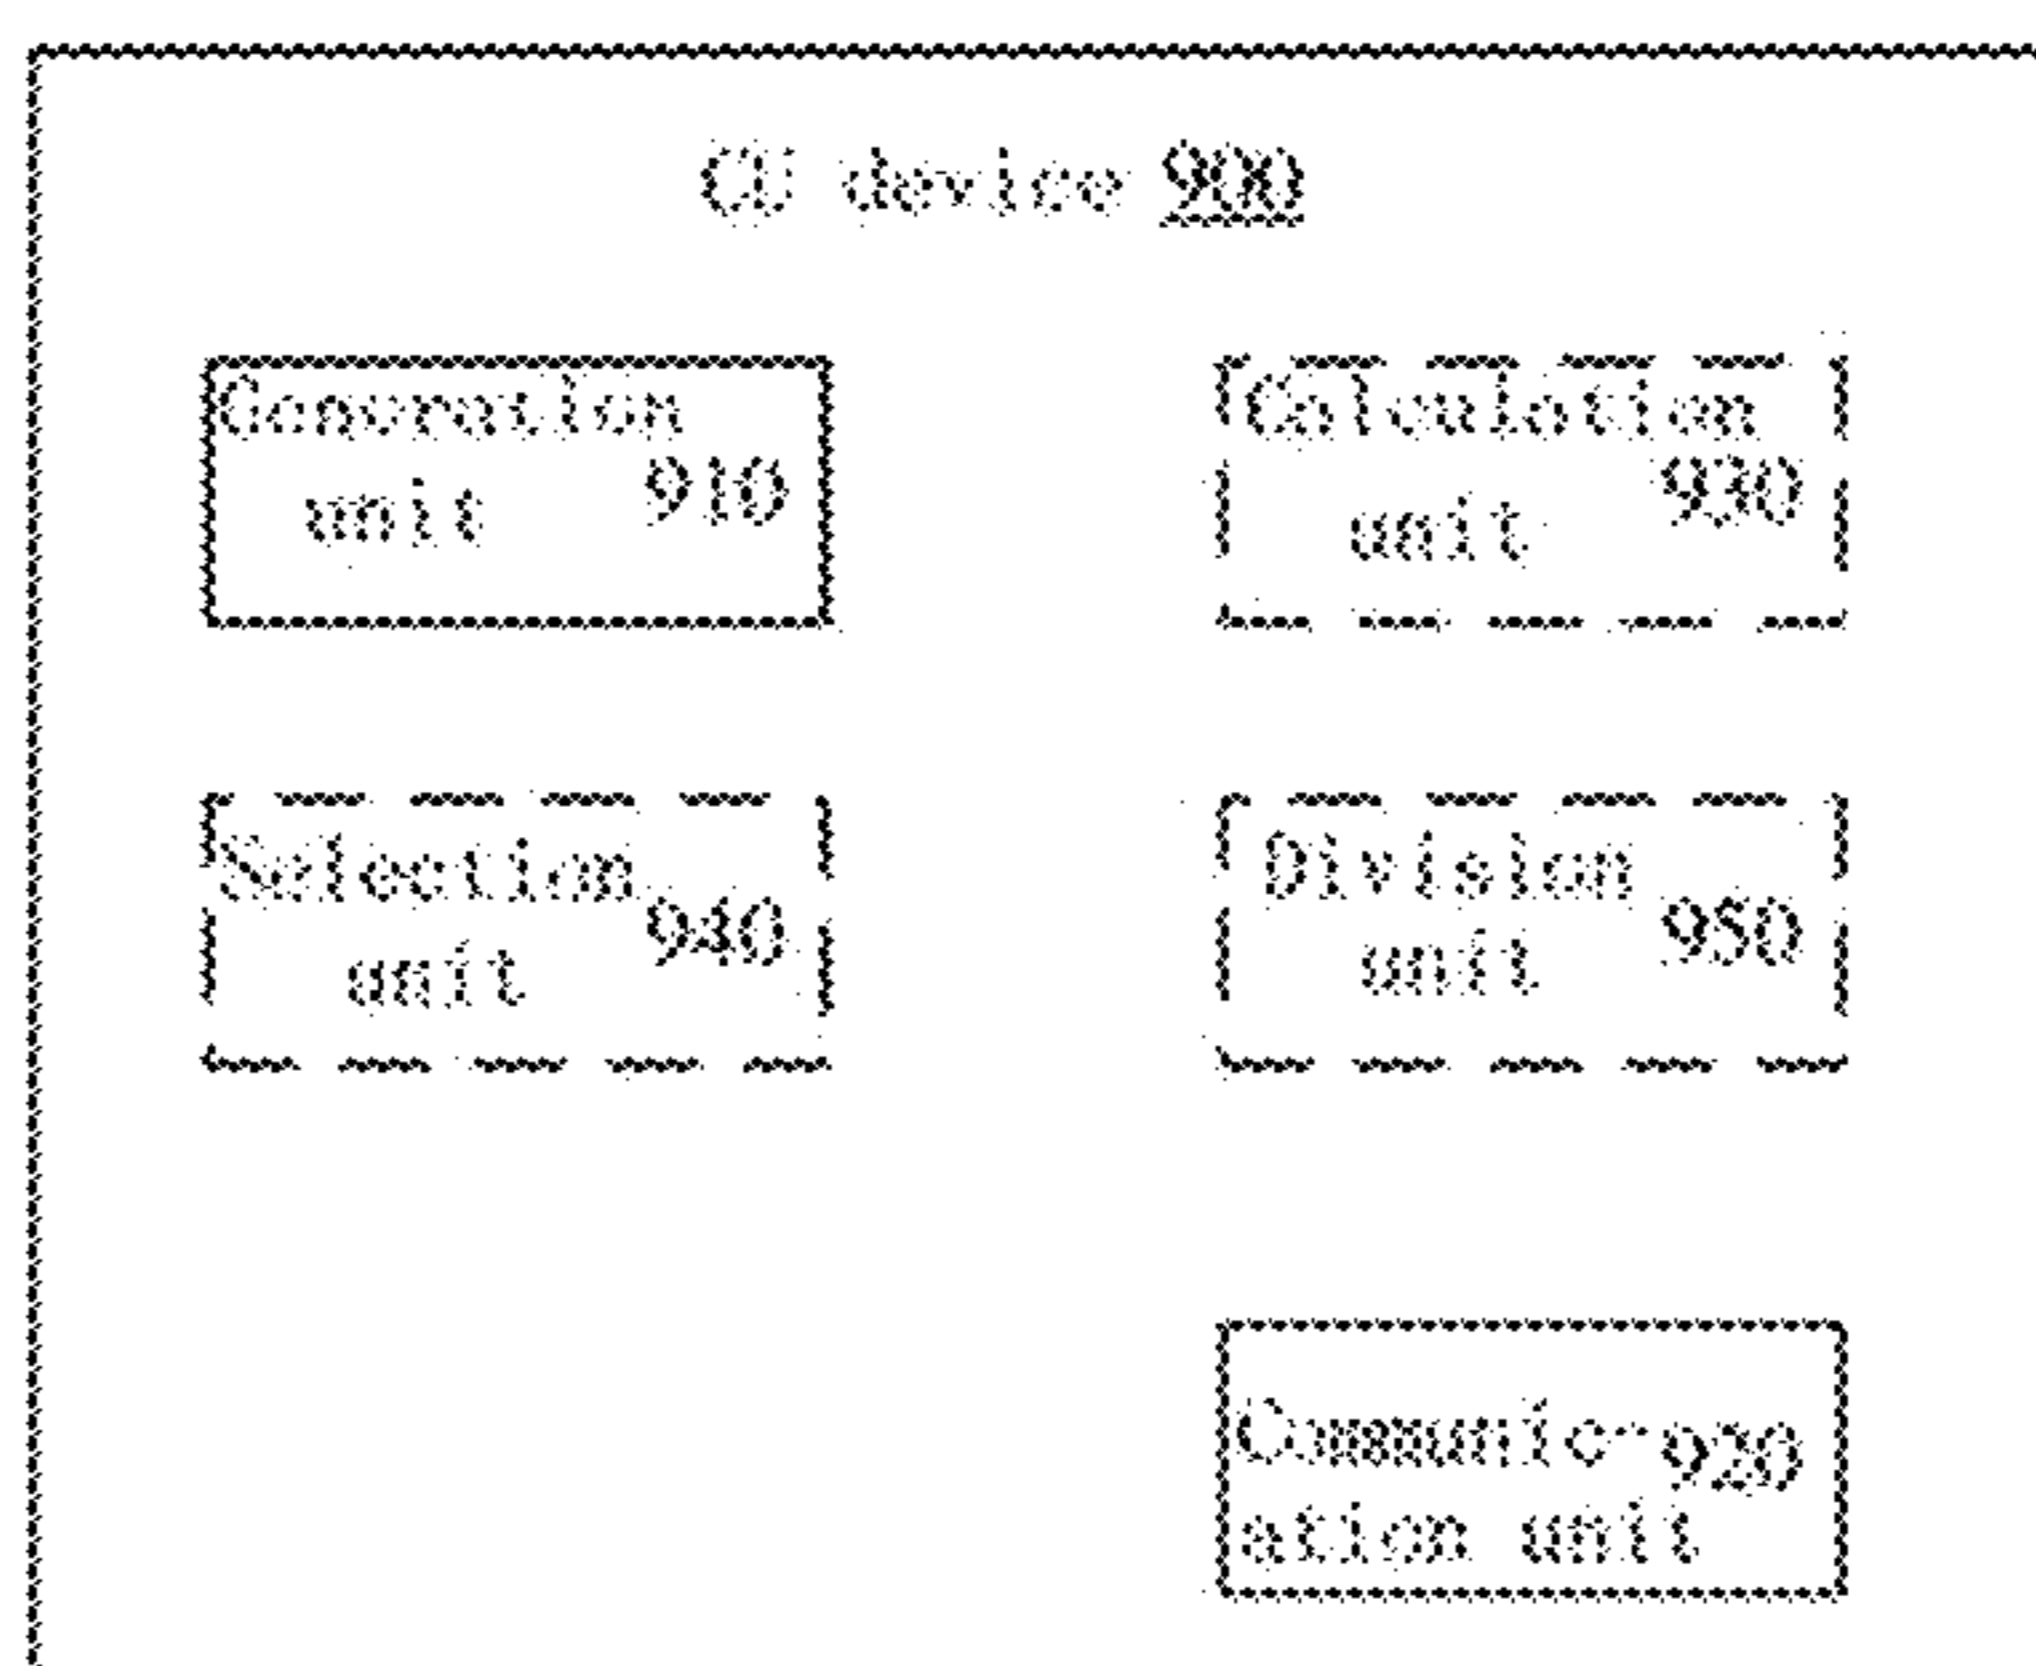 CU device 900
Generation
unit 910
Calculation
unit 930
Selection
unit 940
Division
unit 950
Communic- 920
ation unit